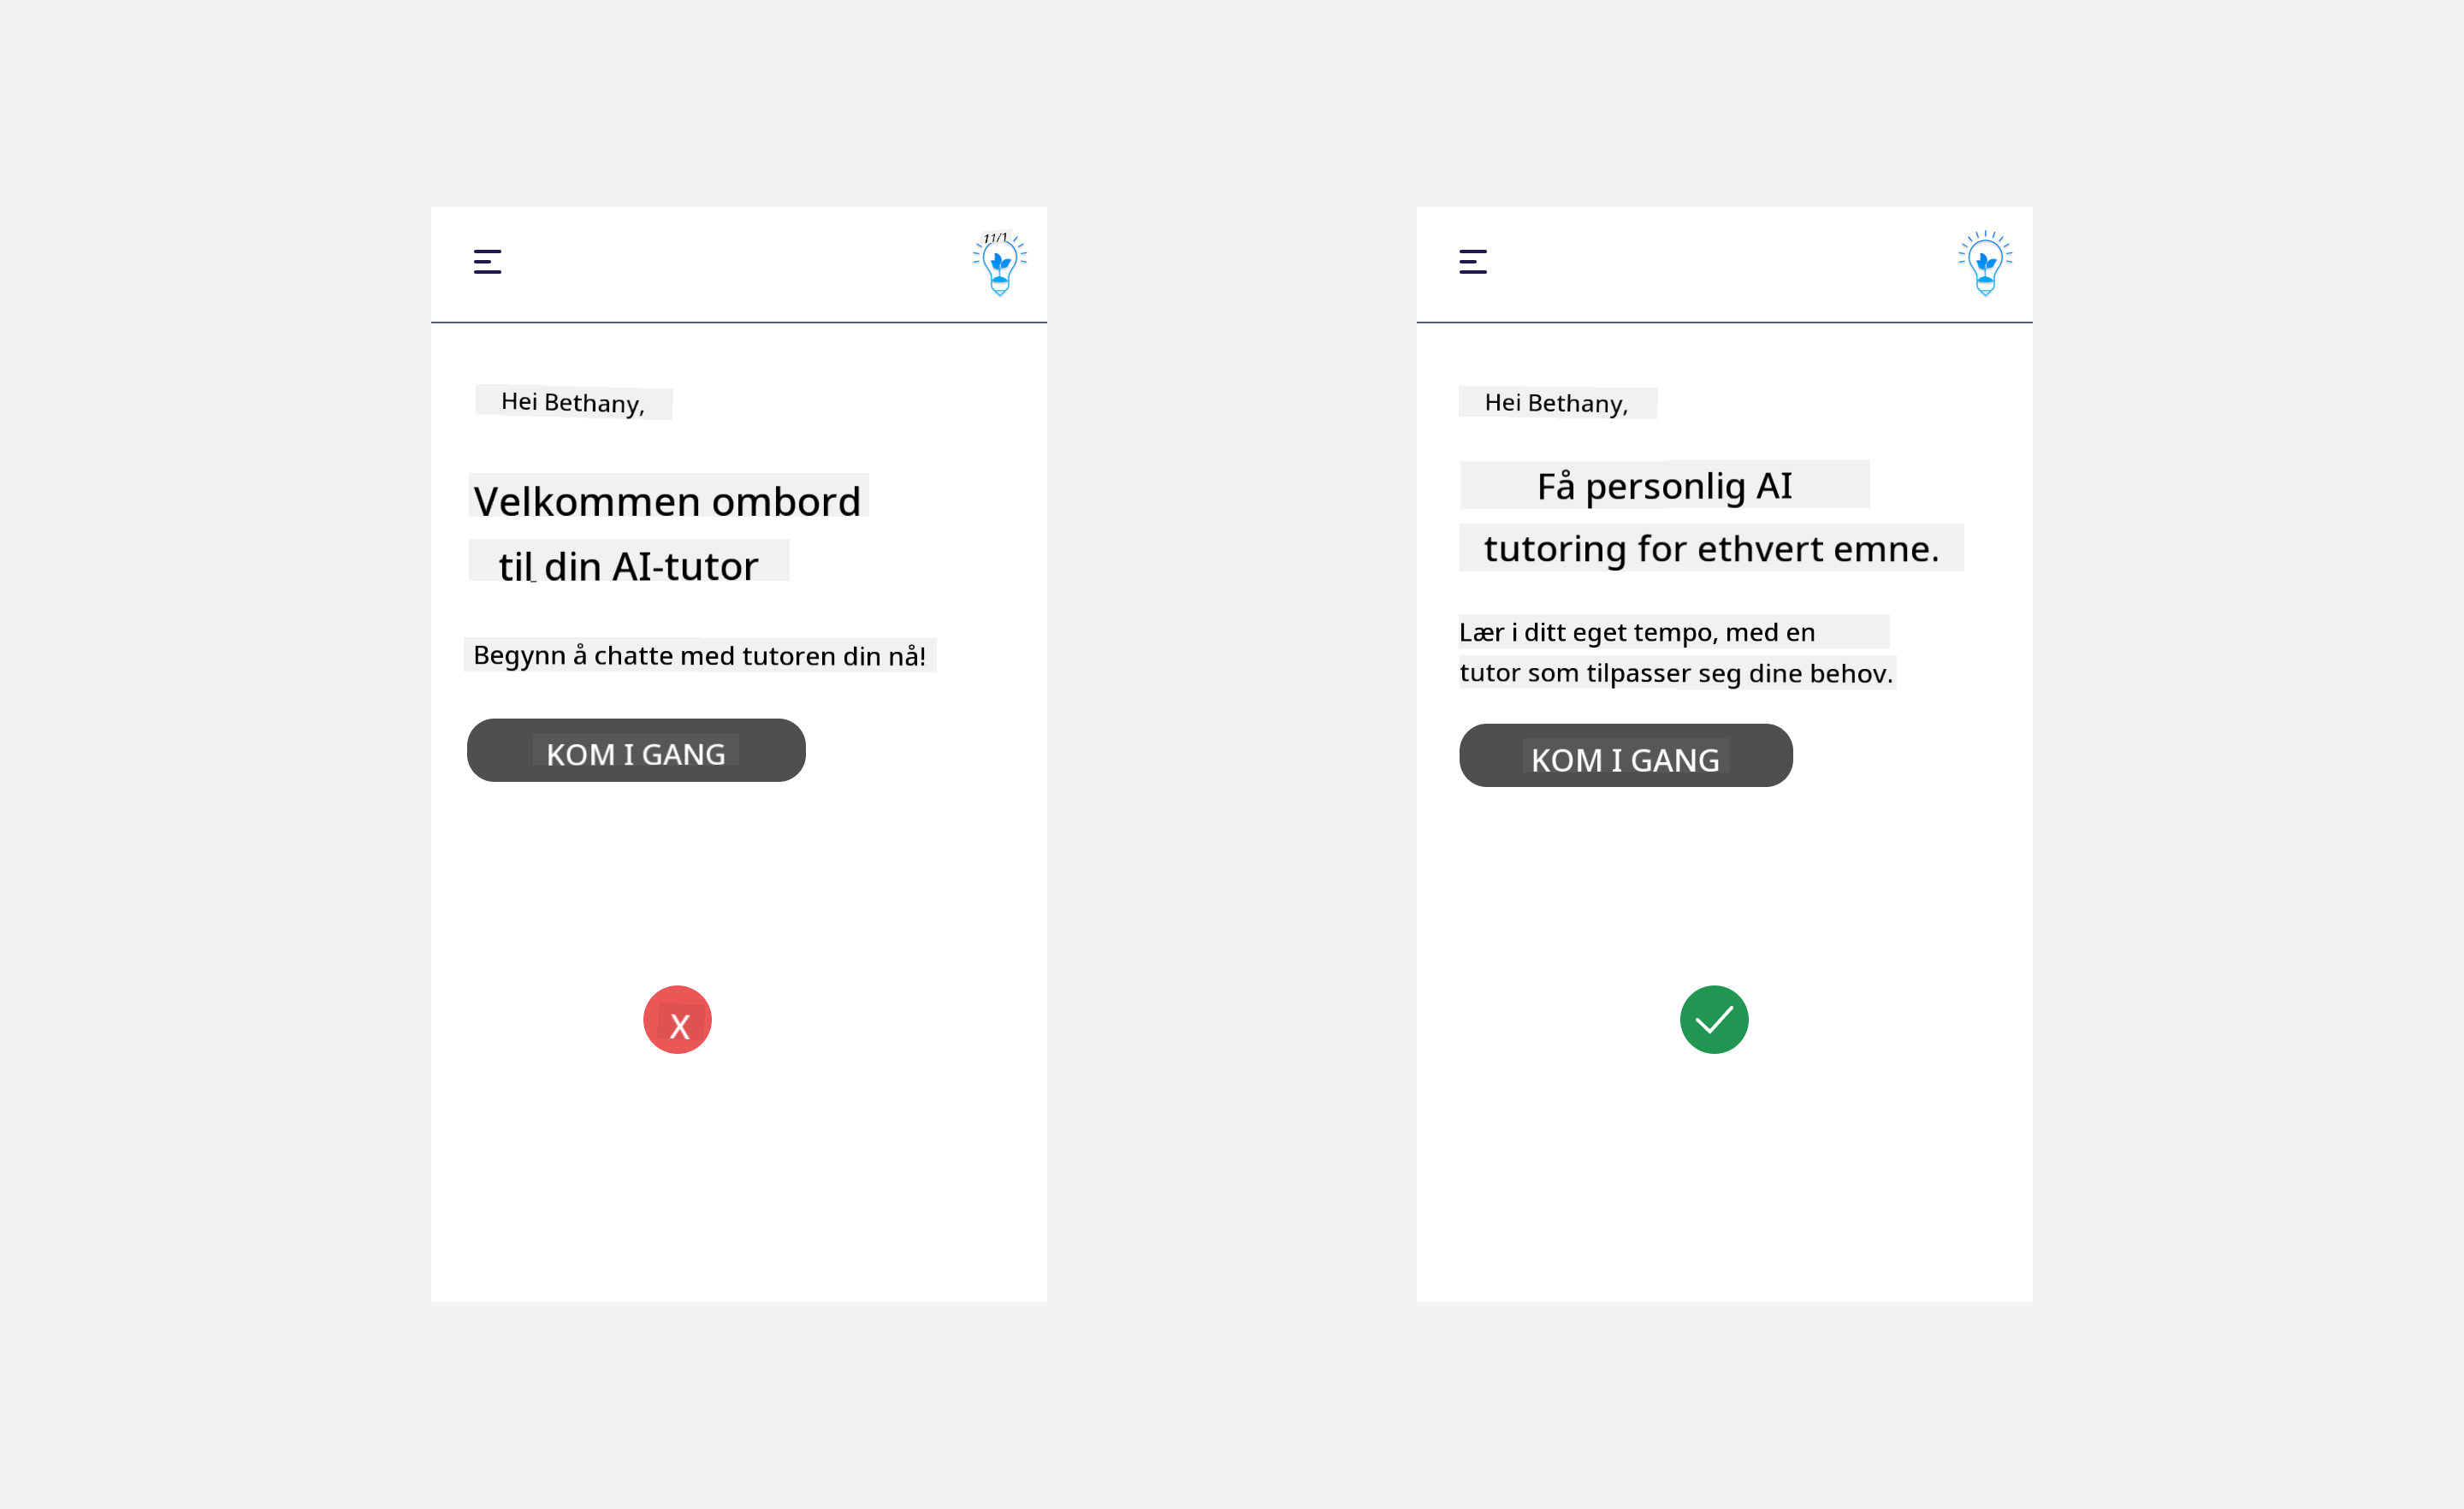 11/1
Hei Bethany,
Velkommen ombord
til din AI-tutor
Begynn å chatte med tutoren din nå!
KOM I GANG
X
Hei Bethany,
Få personlig AI
tutoring for ethvert emne.
Lær i ditt eget tempo, med en
tutor som tilpasser seg dine behov.
KOM I GANG